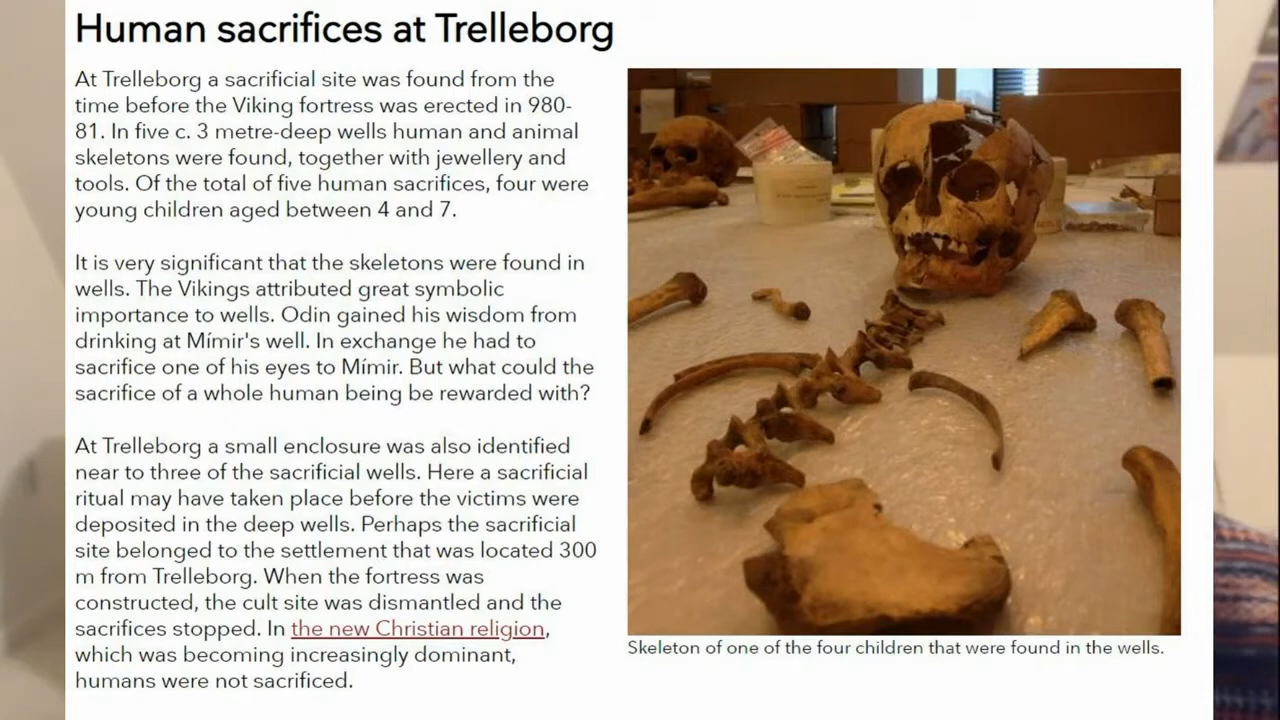 Human sacrifices at Trelleborg
At Trelleborg a sacrificial site was found from the
time before the Viking fortress was erected in 980-
81. In five c. 3 metre-deep wells human and animal
skeletons were found, together with jewellery and
tools. Of the total of five human sacrifices, four were
young children aged between 4 and 7.
It is very significant that the skeletons were found in
wells. The Vikings attributed great symbolic
importance to wells. Odin gained his wisdom from
drinking at Mímir's well. In exchange he had to
sacrifice one of his eyes to Mímir. But what could the
sacrifice of a whole human being be rewarded with?
At Trelleborg a small enclosure was also identified
near to three of the sacrificial wells. Here a sacrificial
ritual may have taken place before the victims were
deposited in the deep wells. Perhaps the sacrificial
site belonged to the settlement that was located 300
m from Trelleborg. When the fortress was
constructed, the cult site was dismantled and the
sacrifices stopped. In the new Christian religion,
which was becoming increasingly dominant,
humans were not sacrificed.
Skeleton of one of the four children that were found in the wells.